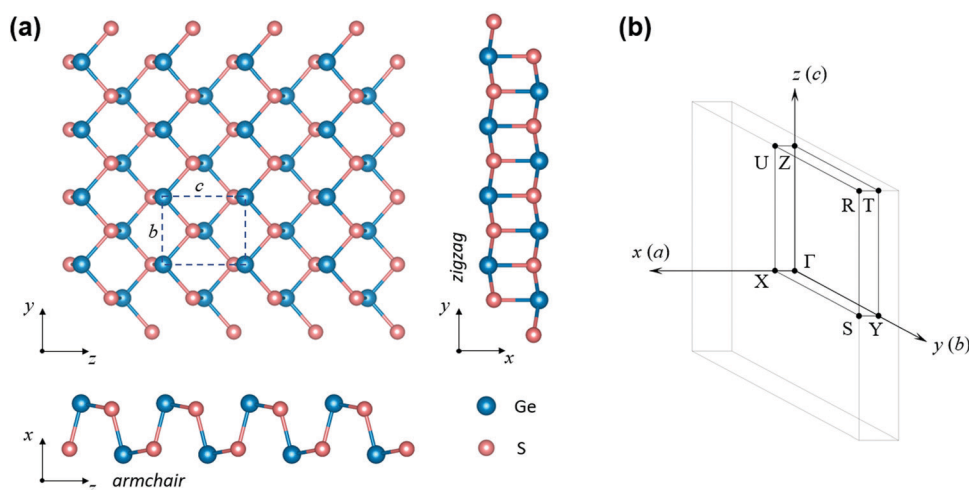 (a)
c
b
y
z
zigzag
y
x
x
z
armchair
Ge
S
(b)
z (c)
U Z
R T
x (a)
Γ
X
S Y
y (b)